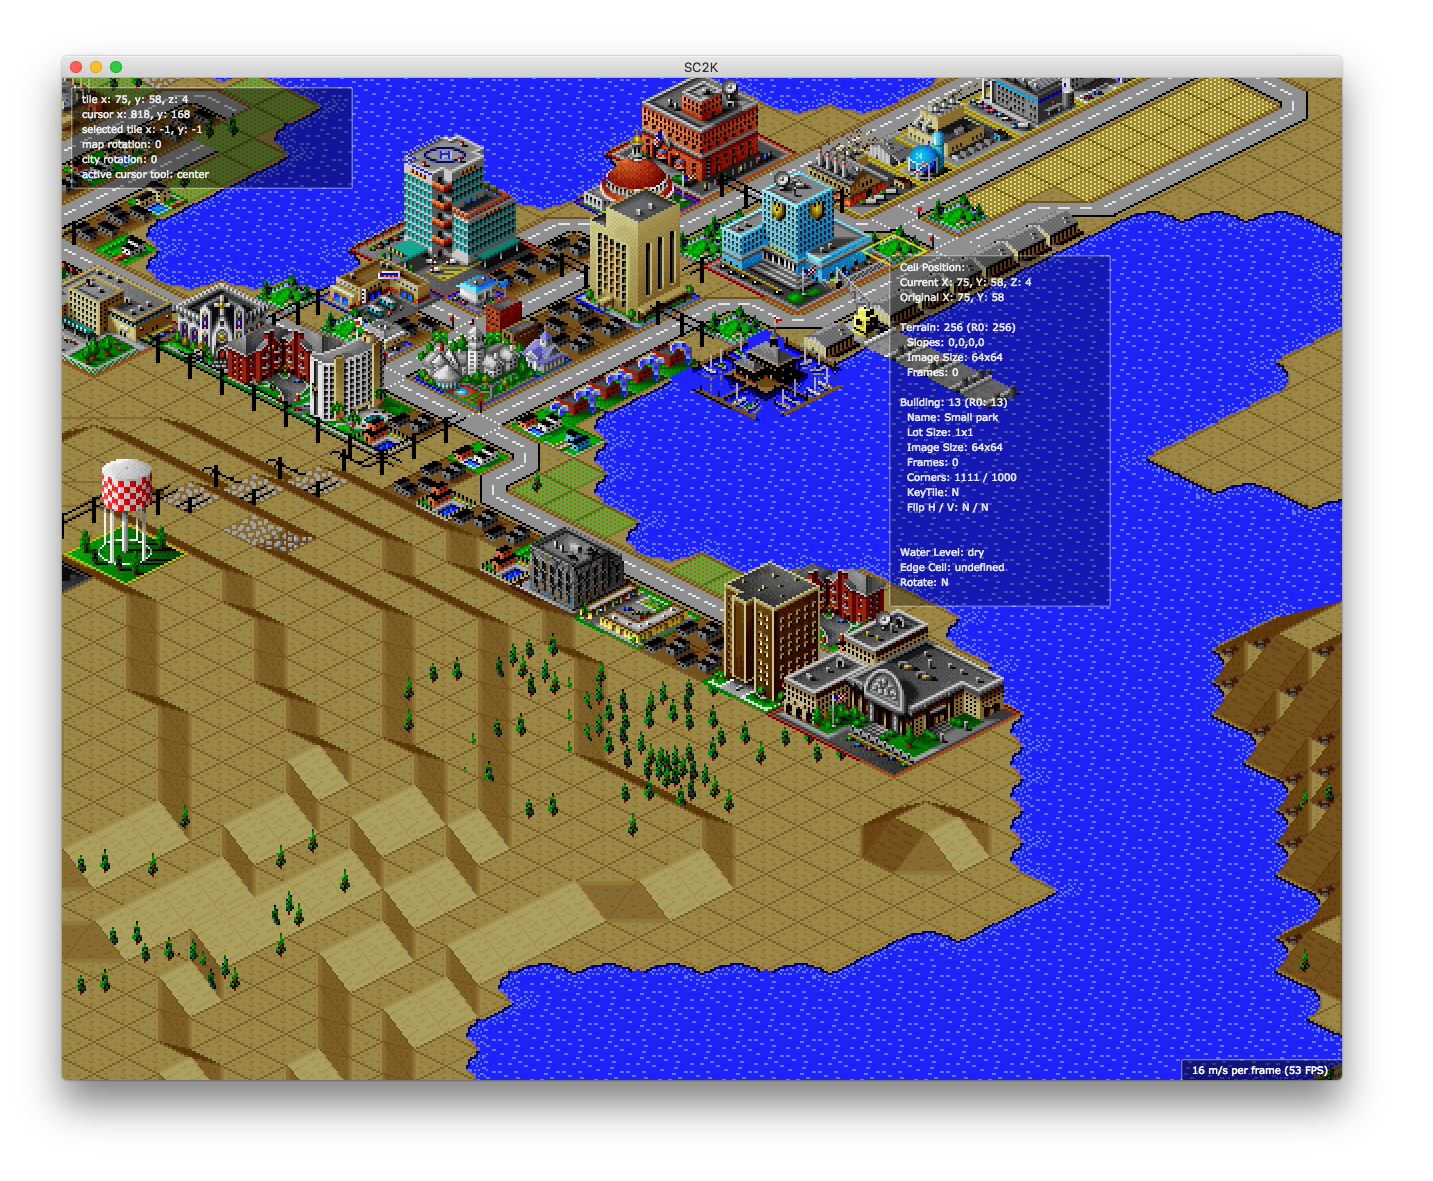 SC2K
tile x: 75, y: 58, z: 4
cursor x: 818, y: 168
selected tile x: -1, y: -1
map rotation: 0
city rotation: 0
active cursor tool: center
H
H
Cell Position:
Current X: 75, Y: 58, Z: 4
Original X: 75, Y: 58
Terrain: 256 (R0: 256)
Slopes: 0,0,0,0
Image Size: 64x64
Frames: 0
Building: 13 (R0: 13)
Name: Small park
Lot Size: 1x1
Image Size: 64x64
Frames: 0
Corners: 1111 / 1000
KeyTile: N
Flip H / V: N / N
Water Level: dry
Edge Cell: undefined
Rotate: N
16 m/s per frame (53 FPS)